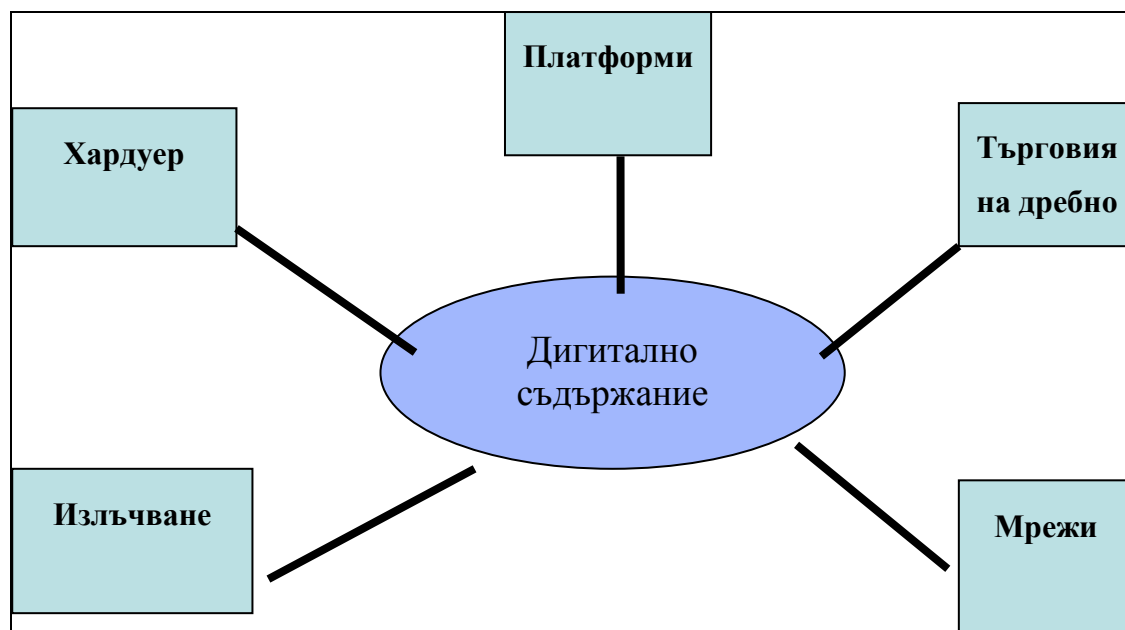 Платформи
Хардуер
Търговия
на дребно
Дигитално
съдържание
Излъчване
Мрежи